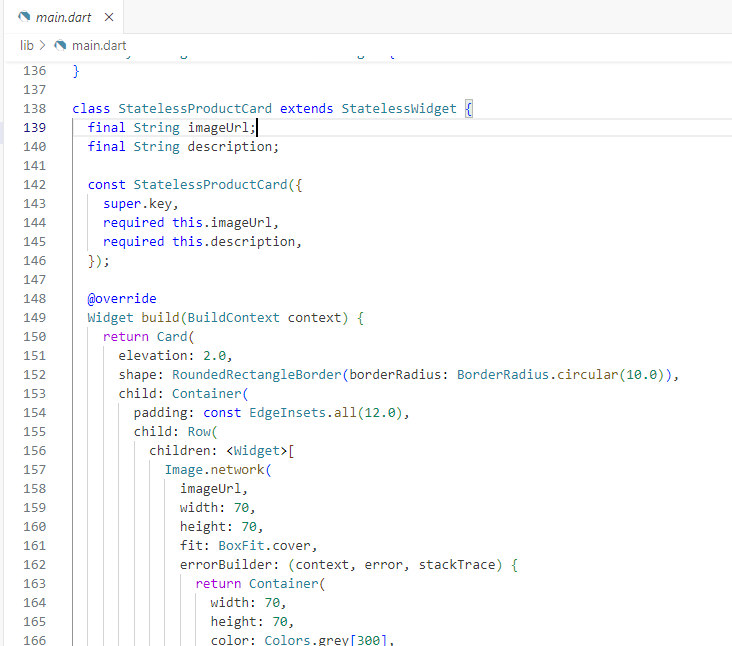 main.dart ×
lib > main.dart
136 }
137
138 class StatelessProductCard extends StatelessWidget {
139   final String imageUrl;
140   final String description;
141
142   const StatelessProductCard({
143     super.key,
144     required this.imageUrl,
145     required this.description,
146   });
147
148   @override
149   Widget build(BuildContext context) {
150     return Card(
151       elevation: 2.0,
152       shape: RoundedRectangleBorder(borderRadius: BorderRadius.circular(10.0)),
153       child: Container(
154         padding: const EdgeInsets.all(12.0),
155         child: Row(
156           children: <Widget>[
157             Image.network(
158               imageUrl,
159               width: 70,
160               height: 70,
161               fit: BoxFit.cover,
162               errorBuilder: (context, error, stackTrace) {
163                 return Container(
164                   width: 70,
165                   height: 70,
166                   color: Colors.grey[300],